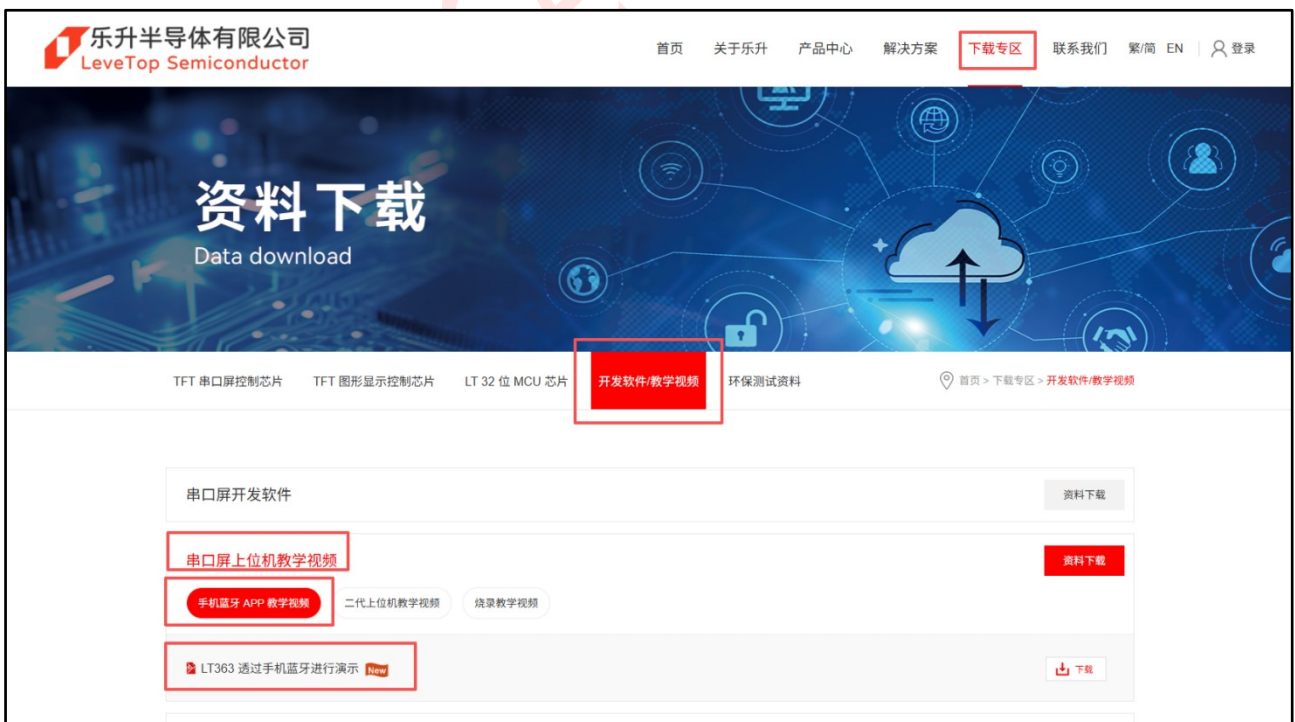 乐升半导体有限公司
LeveTop Semiconductor
首页 关于乐升 产品中心 解决方案 下载专区 联系我们 繁/简 EN 登录
资料下载
Data download
TFT 串口屏控制芯片 TFT 图形显示控制芯片 LT 32 位 MCU 芯片 开发软件/教学视频 环保测试资料 首页 > 下载专区 > 开发软件/教学视频
串口屏开发软件 资料下载
串口屏上位机教学视频 资料下载
手机蓝牙 APP 教学视频 二代上位机教学视频 烧录教学视频
LT363 透过手机蓝牙进行演示 New 下载